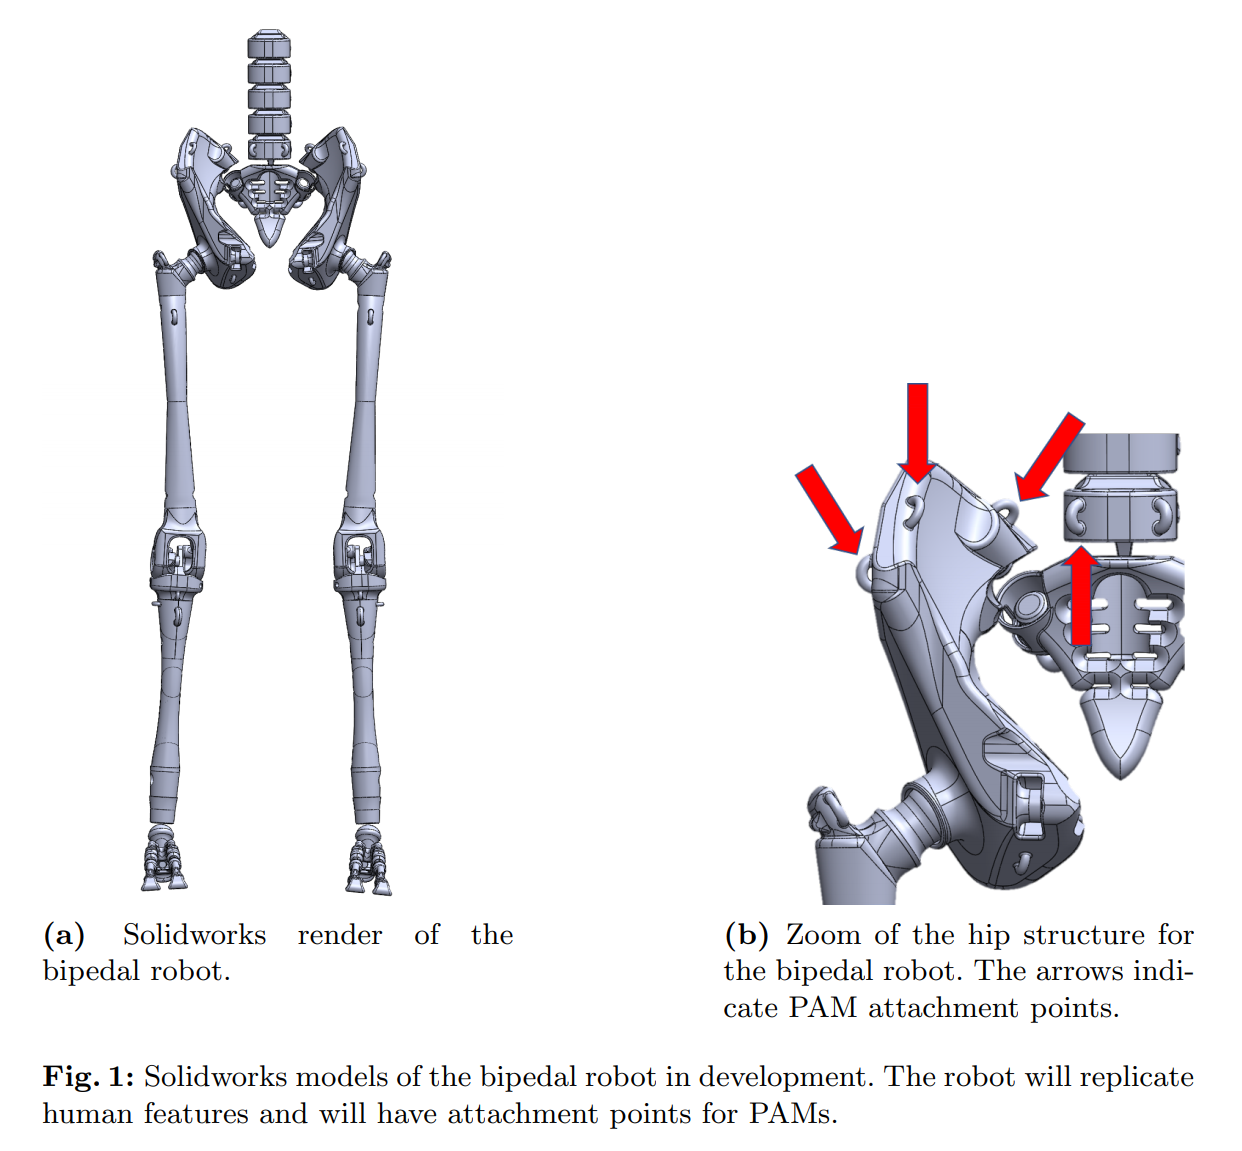 (a) Solidworks render of the
bipedal robot.
(b) Zoom of the hip structure for
the bipedal robot. The arrows indi-
cate PAM attachment points.
Fig. 1: Solidworks models of the bipedal robot in development. The robot will replicate
human features and will have attachment points for PAMs.